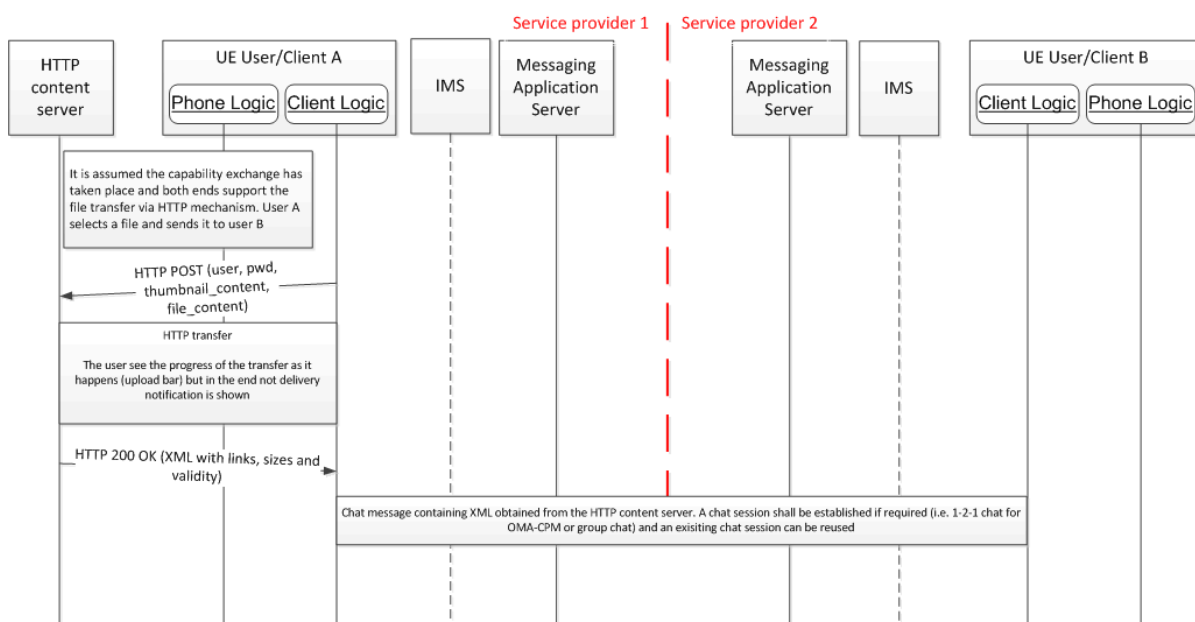 Service provider 1
Service provider 2
HTTP
content
server
UE User/Client A
Phone Logic
Client Logic
IMS
Messaging
Application
Server
Messaging
Application
Server
IMS
UE User/Client B
Client Logic
Phone Logic
It is assumed the capability exchange has
taken place and both ends support the
file transfer via HTTP mechanism. User A
selects a file and sends it to user B
HTTP POST (user, pwd,
thumbnail_content,
file_content)
HTTP transfer
The user see the progress of the transfer as it
happens (upload bar) but in the end not delivery
notification is shown
HTTP 200 OK (XML with links, sizes and
validity)
Chat message containing XML obtained from the HTTP content server. A chat session shall be established if required (i.e. 1-2-1 chat for
OMA-CPM or group chat) and an exisiting chat session can be reused